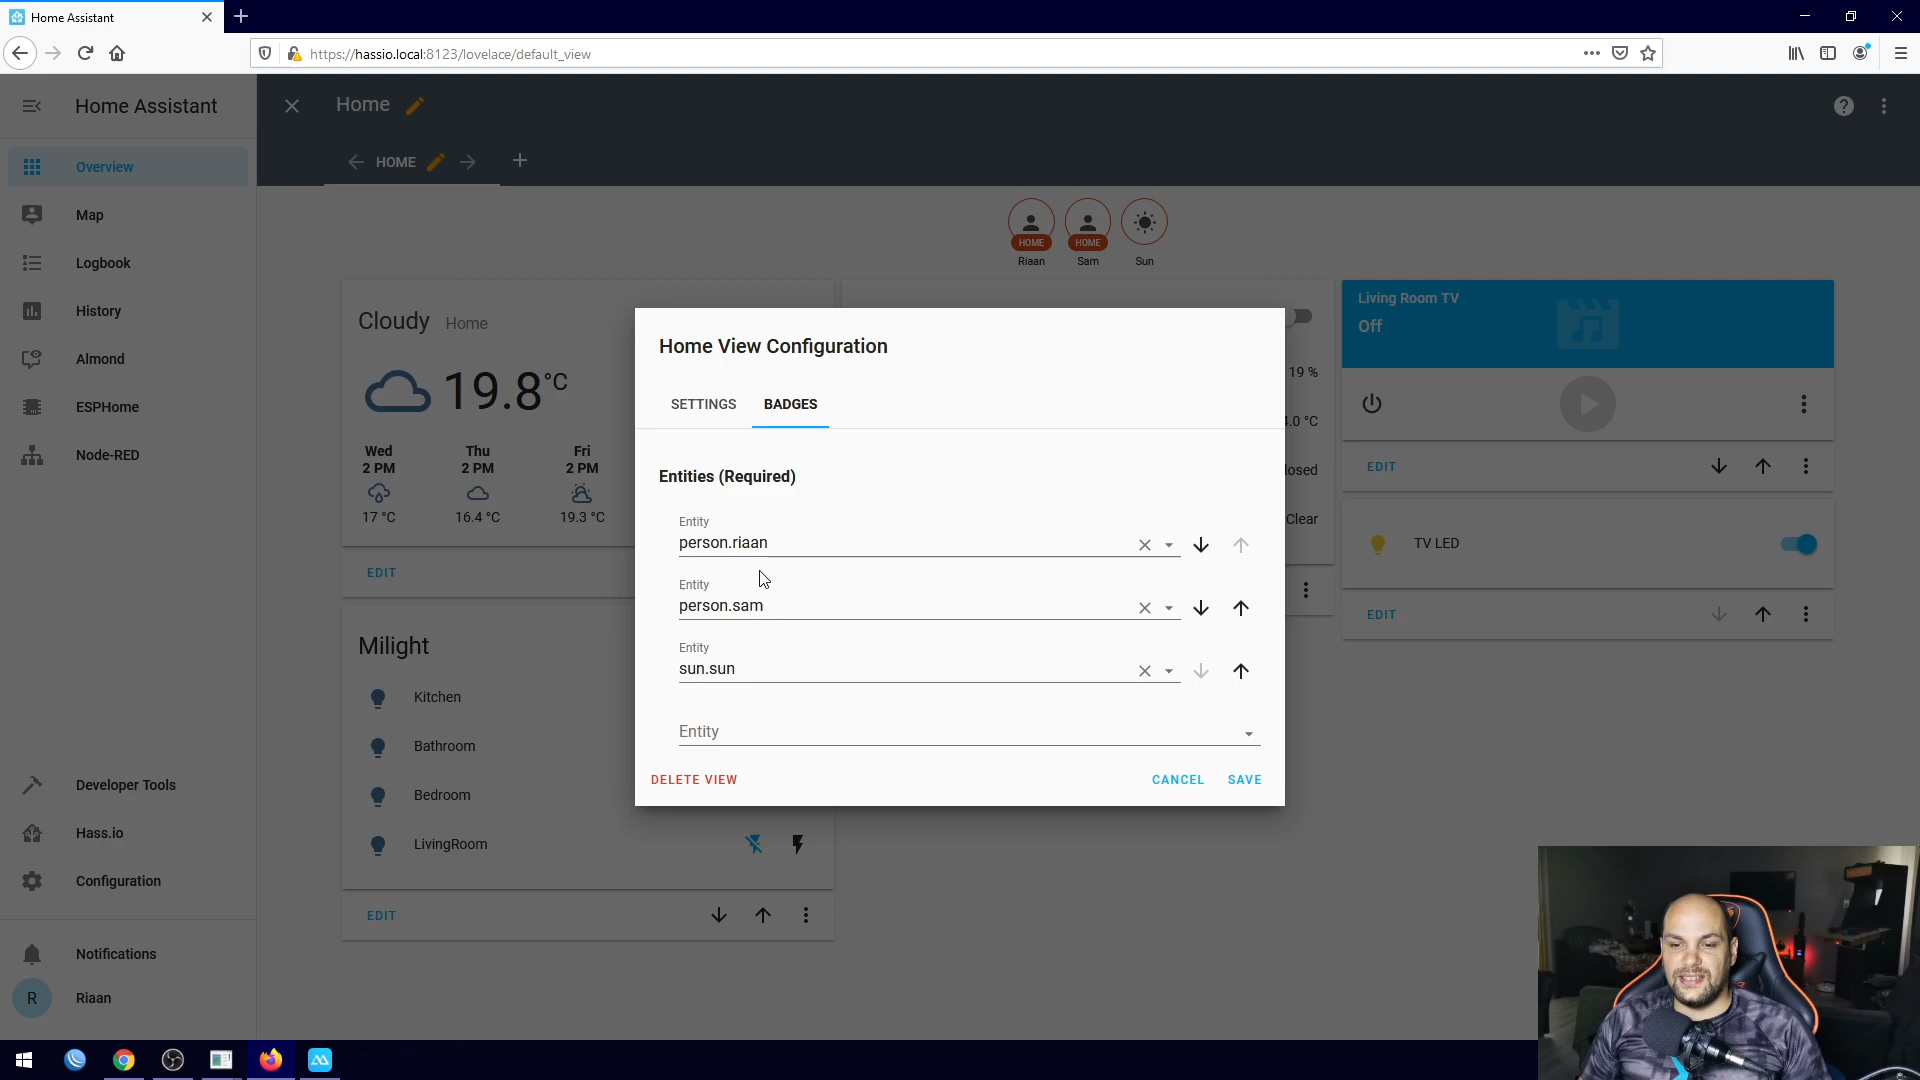 Home Assistant
https://hassio.local:8123/lovelace/default_view
Home Assistant
Home
HOME
Overview
Map
Logbook
History
Almond
ESPHome
Node-RED
Developer Tools
Hass.io
Configuration
Notifications
R
Riaan
HOME
HOME
Riaan
Sam
Sun
Cloudy
Home
19.8
°C
Wed
2 PM
17 °C
Thu
2 PM
16.4 °C
Fri
2 PM
19.3 °C
EDIT
Milight
Kitchen
Bathroom
Bedroom
LivingRoom
EDIT
Home View Configuration
SETTINGS
BADGES
Entities (Required)
Entity
person.riaan
Entity
person.sam
Entity
sun.sun
Entity
DELETE VIEW
CANCEL
SAVE
19 %
.0 °C
losed
Clear
Living Room TV
Off
EDIT
TV LED
EDIT